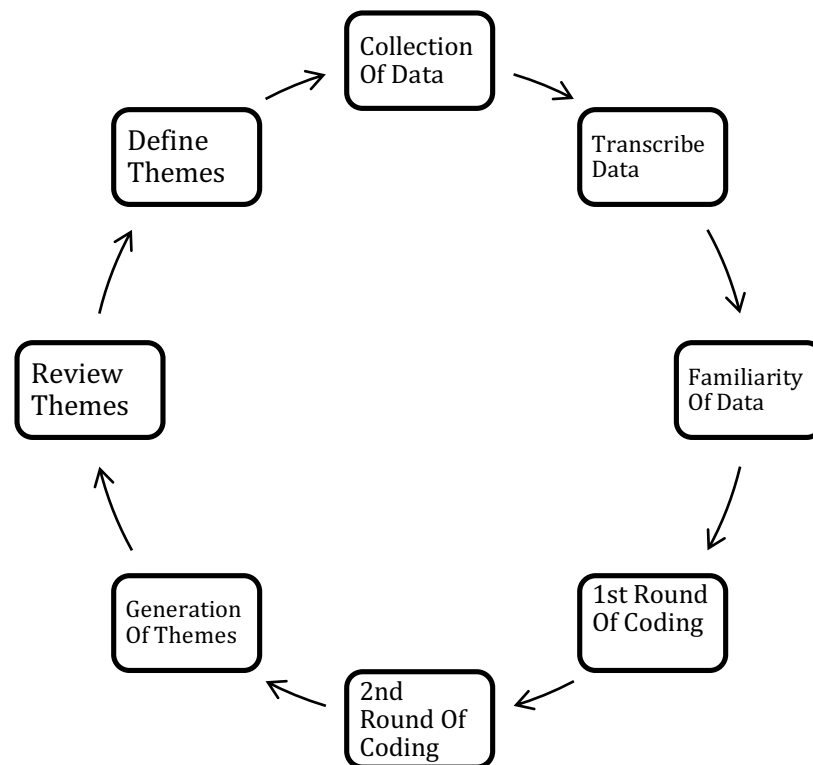 Collection
Of Data
Transcribe
Data
Familiarity
Of Data
1st Round
Of Coding
2nd
Round Of
Coding
Generation
Of Themes
Review
Themes
Define
Themes